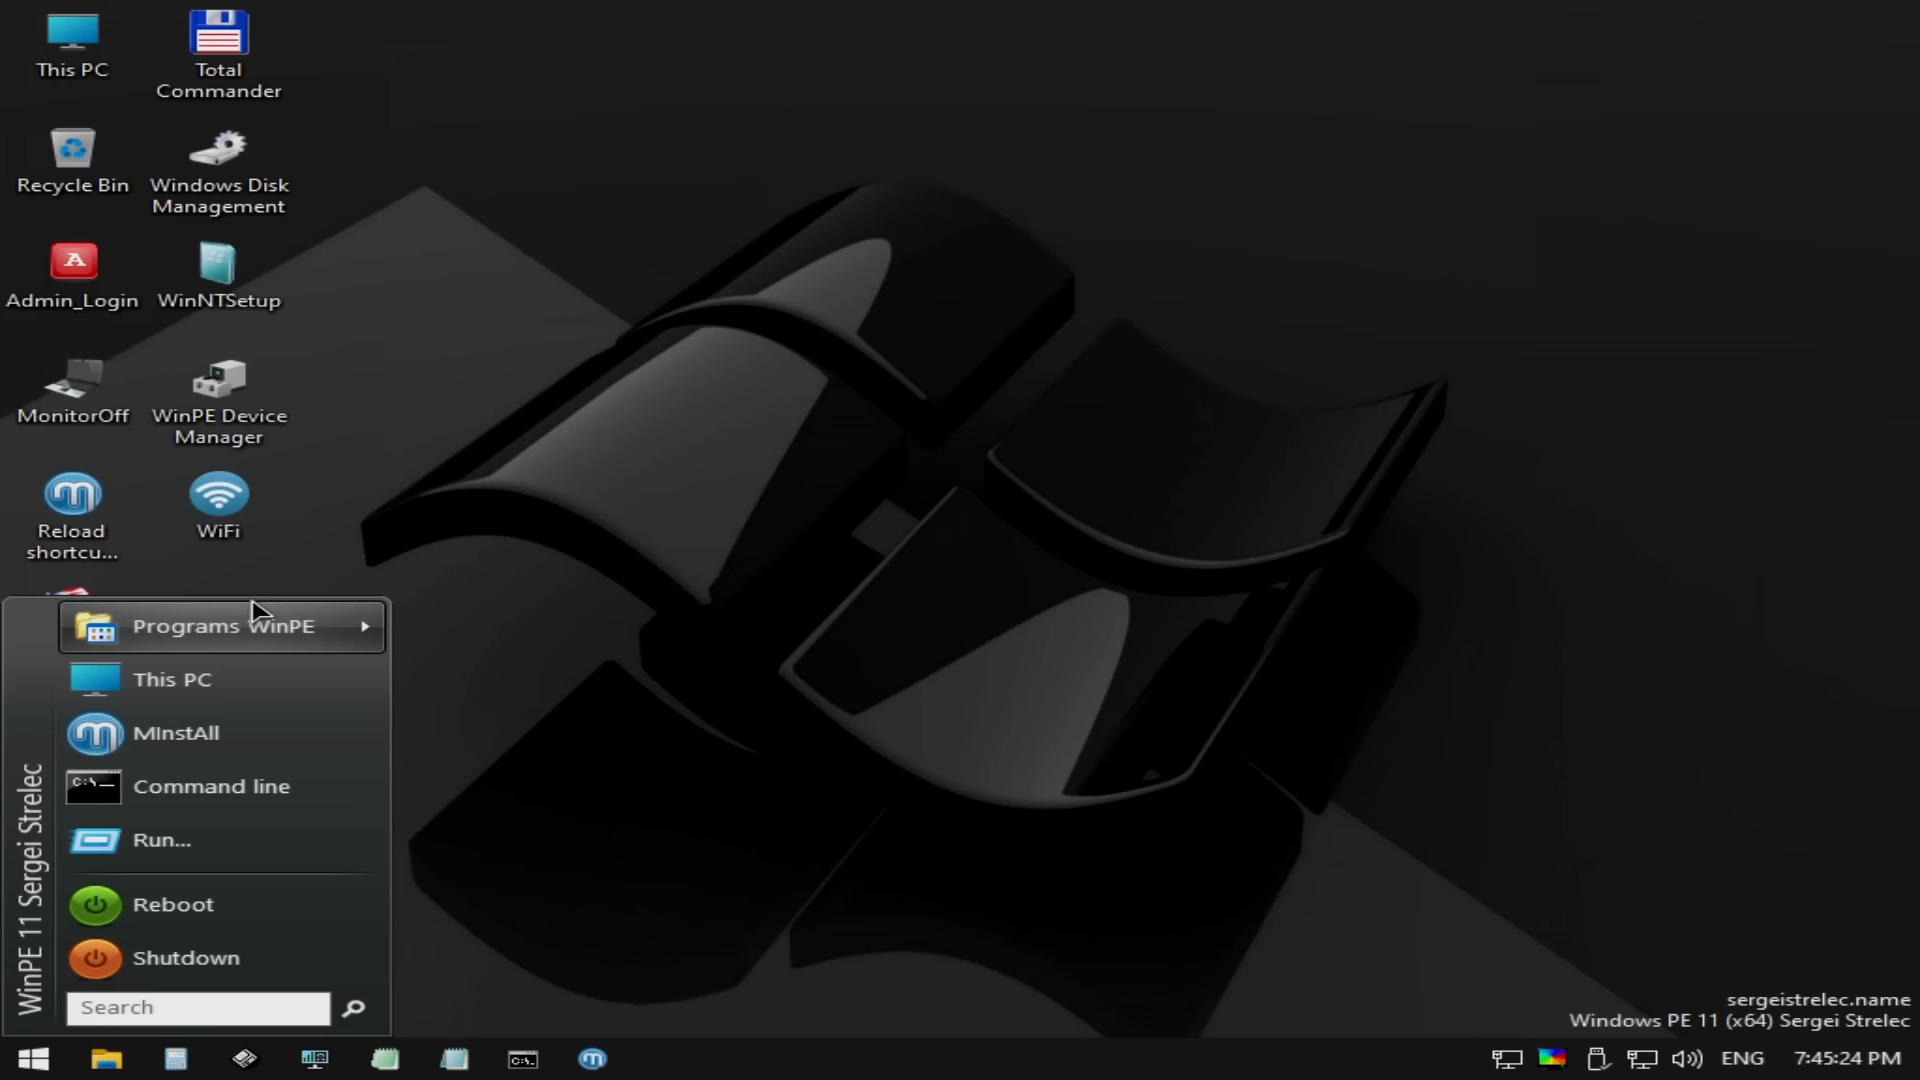 This PC
Total
Commander
Recycle Bin
Windows Disk
Management
Admin_Login
WinNTSetup
MonitorOff
WinPE Device
Manager
Reload
shortcu...
WiFi
Programs WinPE
This PC
MInstAll
C:\
Command line
Run...
Reboot
Shutdown
Search
WinPE 11 Sergei Strelec
sergeistrelec.name
Windows PE 11 (x64) Sergei Strelec
C:\
ENG
7:45:24 PM